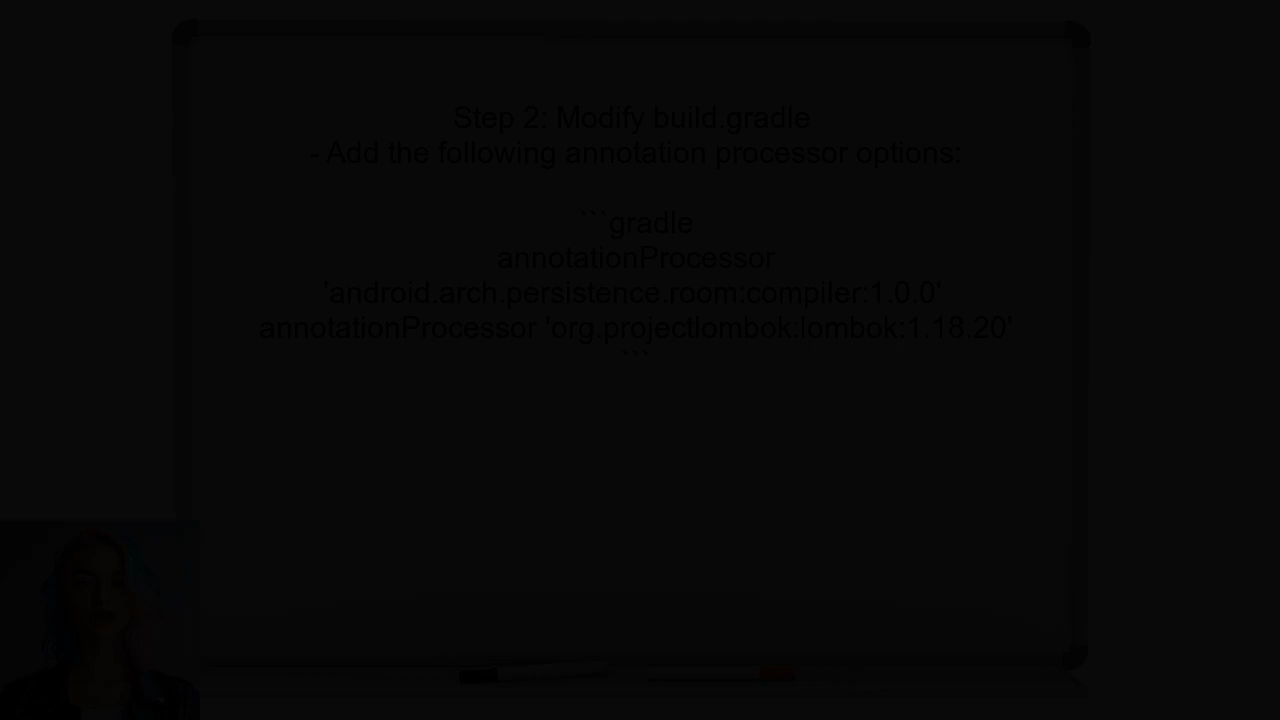 Step 2: Modify build.gradle
- Add the following annotation processor options:
```gradle
annotationProcessor
'android.arch.persistence.room:compiler:1.0.0'
annotationProcessor 'org.projectlombok:lombok:1.18.20'
```